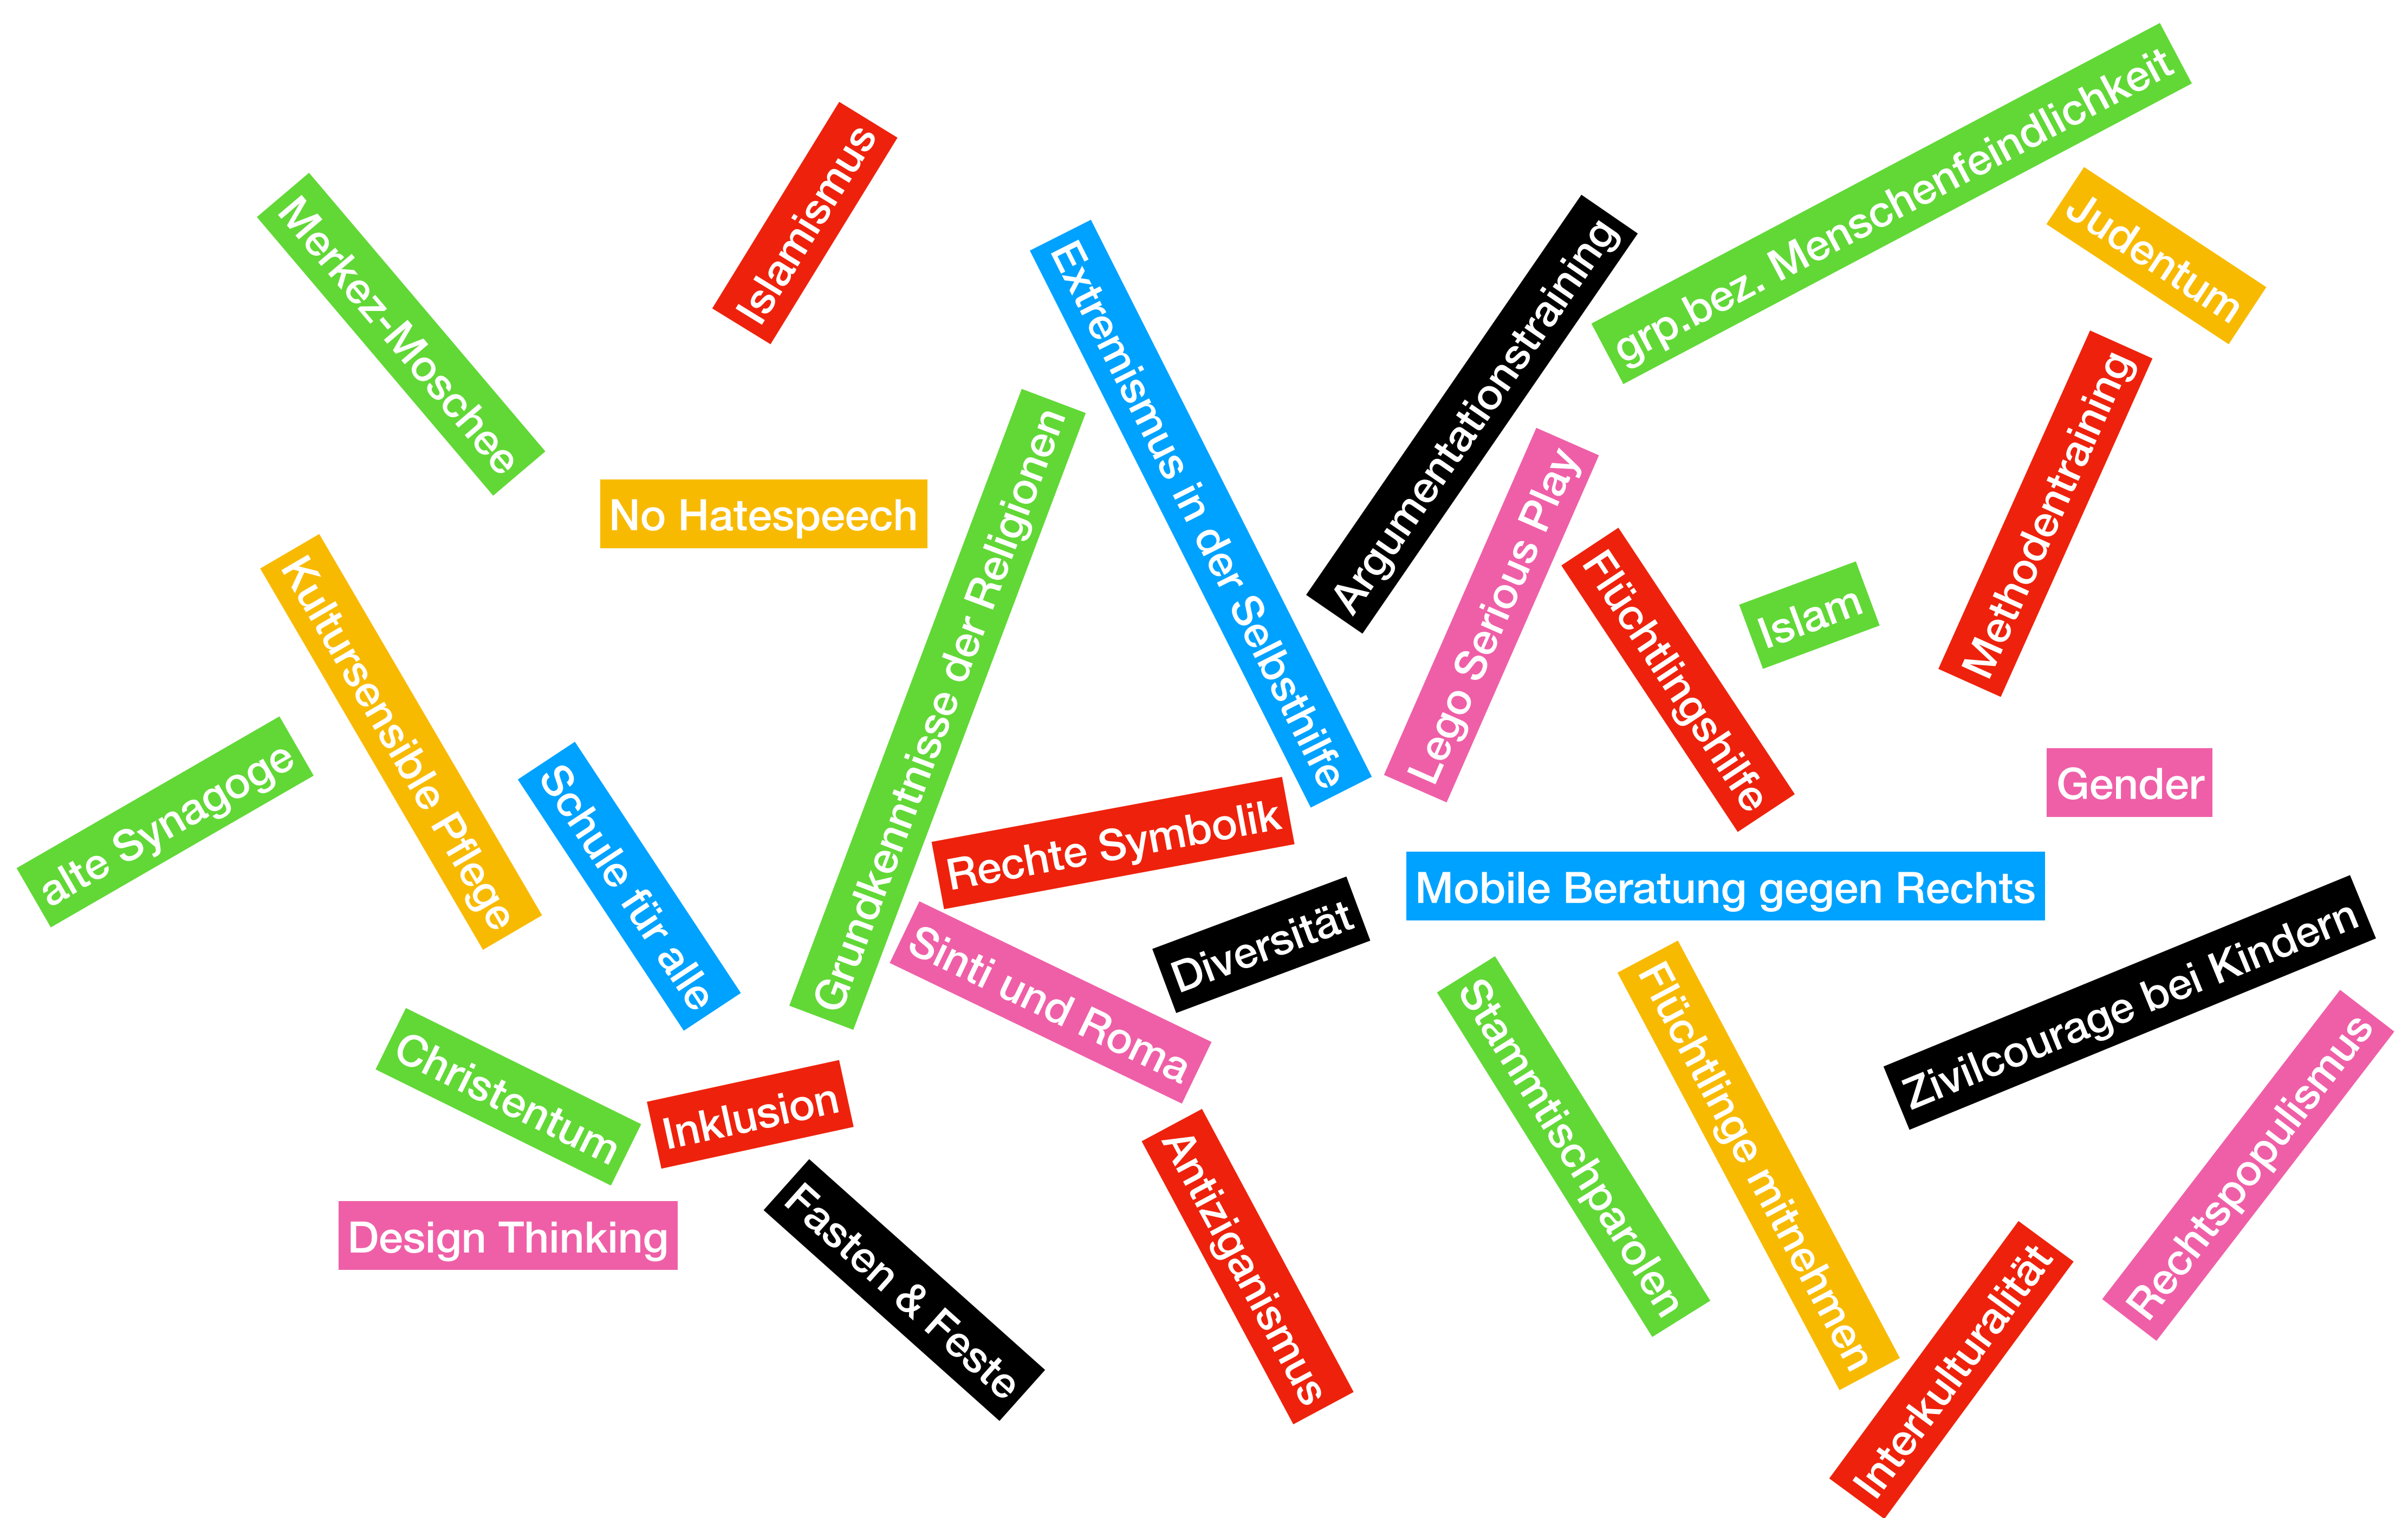 grp.bez. Menschenfeindlichkeit
Islamismus
Merkez-Moschee
Judentum
Extremismus in der Selbsthilfe
Argumentationstraining
Methodentraining
Grundkenntnisse der Religionen
Lego Serious Play
No Hatespeech
Flüchtlingshilfe
Kultursensible Pflege
Islam
alte Synagoge
Schule für alle
Gender
Rechte Symbolik
Mobile Beratung gegen Rechts
Diversität
Zivilcourage bei Kindern
Sinti und Roma
Flüchtlinge mitnehmen
Stammtischparolen
Rechtspopulismus
Christentum
Inklusion
Antiziganismus
Fasten & Feste
Design Thinking
Interkulturalität